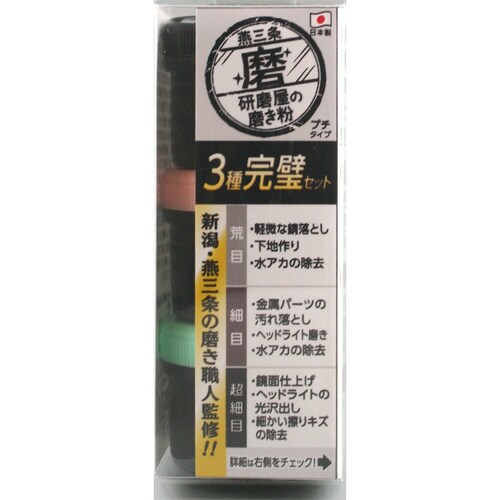 日本製
燕三条
磨
研磨屋の
磨き粉
プチ
タイプ
3種完璧セット
新潟・燕三条の磨き職人監修!!
荒目
・軽微な錆落とし
・下地作り
・水アカの除去
細目
・金属パーツの
汚れ落とし
・ヘッドライト磨き
・水アカの除去
超細目
・鏡面仕上げ
・ヘッドライトの
光沢出し
・細かい擦りキズ
の除去
詳細は右側をチェック!→